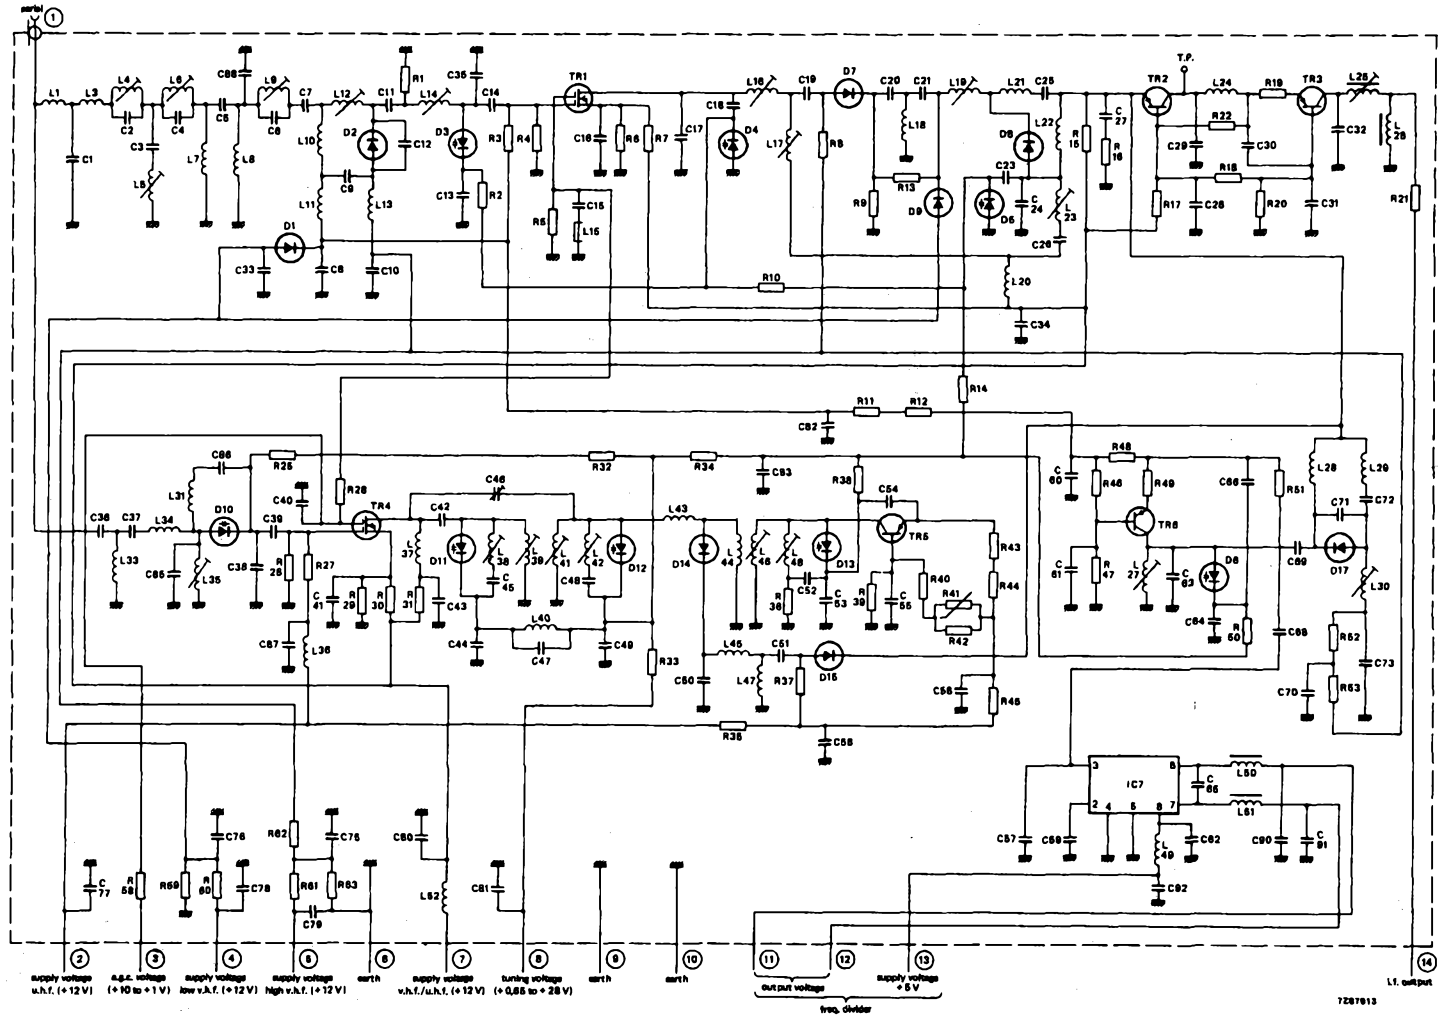 aerial 1
L1 L3 L4 C2 C3 L5 L6 C4 L7 C5 C88 L8 L9 C6 C7 L12 C11 R1 L14 C35 C14
C1 L10 D2 C12 D3 C9 L11 L13 C13 R2 R3 R4 TR1
D1 C33 C8 C10 R5 C15 L15 C16 R6 R7 C17 C18 D4
L16 C19 D7 C20 C21 L19 L21 C25 L17 R8 L18 R13 R9 D9
D8 L22 C23 D5 C24 L23 C26 L20 C34 R10
R15 C27 R16 TR2 T.P. L24 R19 TR3 L25 C29 R22 C30 C32 L26
R17 C28 R18 R20 C31 R21
R14 R11 R12 C82
C86 R25 L31 D10 C40 R26 TR4 C46 C42 R32 R34 C83 R38 C54
C36 C37 L34 C39 L33 C85 L35 C38 R28 R27 C41 R29 R30 R31 L37 C43
D11 L38 C45 L39 L41 L42 C48 D12 L43 D14 L44 L46 L48 C52 D13 TR5
C87 L36 C44 L40 C47 C49 R33 C50 L45 L47 C51 R37 D15 R36 C53 R39 C55
R40 R41 R42 R43 R44 R45 C56 R35 C58
C60 R46 R48 R49 TR6 C61 R47 L27 C63 D6 C64 R50 C66 R51 C68 C69
L28 L29 C71 C72 D17 L30 R52 R53 C70 C73
IC7
3 2 4 5 8 7 6
C57 C59 L49 C62 C92 C65 L50 L51 C90 C91
C77 R58 R59 R60 C76 C78 R62 R61 R63 C75 C79 C80 L52 C81
2 3 4 5 6 7 8 9 10 11 12 13 14
supply voltage
u.h.f. (+12 V)
a.g.c. voltage
(+10 to +1 V)
supply voltage
low v.h.f. (+12 V)
supply voltage
high v.h.f. (+12 V)
earth
supply voltage
v.h.f./u.h.f. (+12 V)
tuning voltage
(+0,65 to +28 V)
earth
earth
output voltage
supply voltage
+5 V
freq. divider
i.f. output
7Z87913